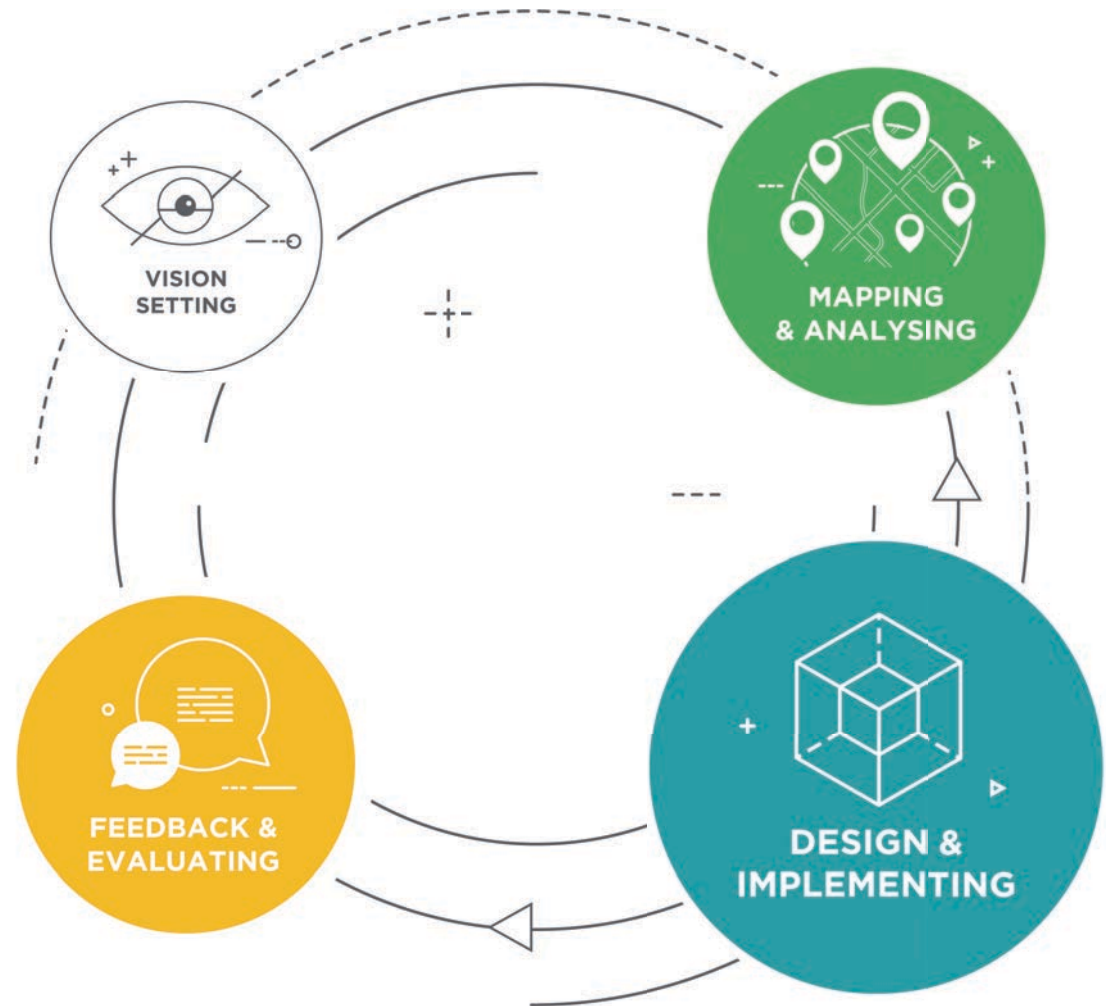 VISION
SETTING
MAPPING
& ANALYSING
FEEDBACK &
EVALUATING
DESIGN &
IMPLEMENTING